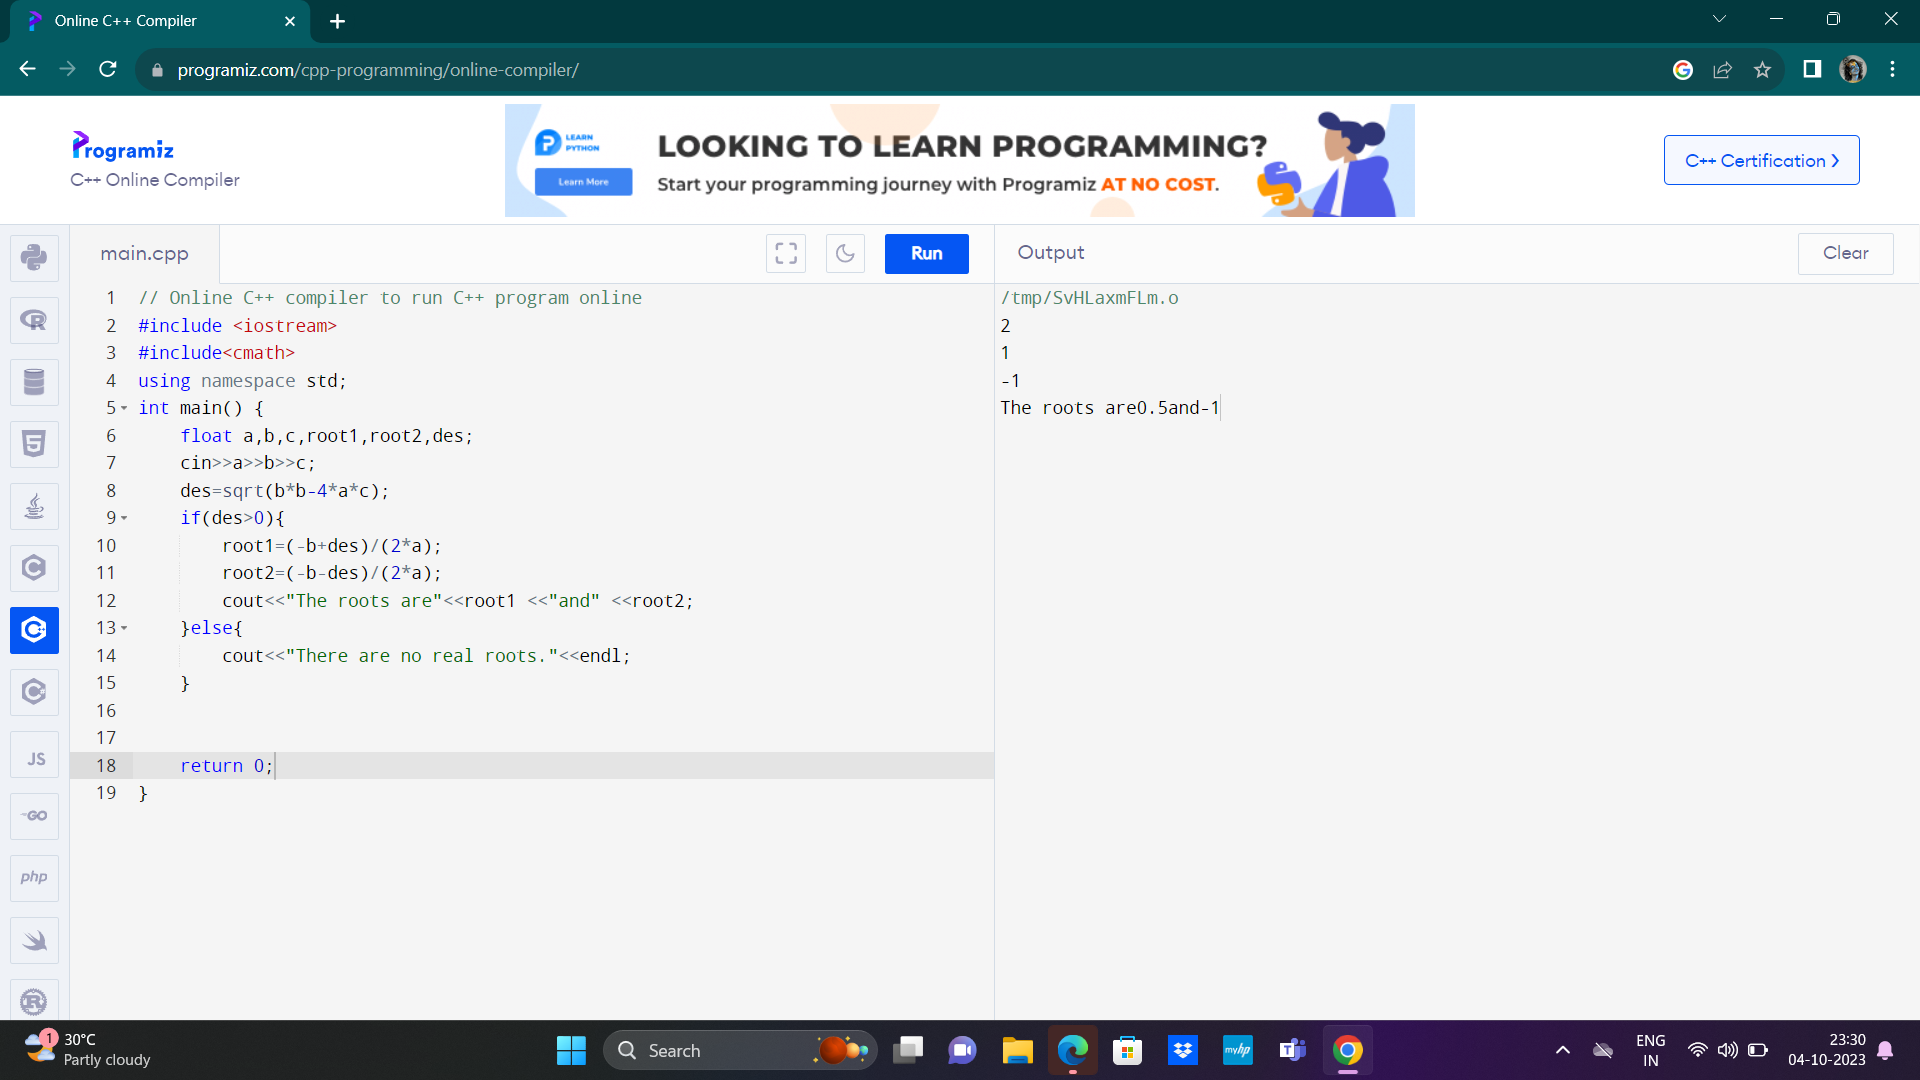 Online C++ Compiler
programiz.com/cpp-programming/online-compiler/
Programiz
C++ Online Compiler
LEARN
PYTHON
Learn More
LOOKING TO LEARN PROGRAMMING?
Start your programming journey with Programiz AT NO COST.
C++ Certification
main.cpp
Run
Output
Clear
1 // Online C++ compiler to run C++ program online
2 #include <iostream>
3 #include<cmath>
4 using namespace std;
5 int main() {
6 float a,b,c,root1,root2,des;
7 cin>>a>>b>>c;
8 des=sqrt(b*b-4*a*c);
9 if(des>0){
10 root1=(-b+des)/(2*a);
11 root2=(-b-des)/(2*a);
12 cout<<"The roots are"<<root1 <<"and" <<root2;
13 }else{
14 cout<<"There are no real roots."<<endl;
15 }
16
17
18 return 0;
19 }
/tmp/SvHLaxmFLm.o
2
1
-1
The roots are0.5and-1
R
5
C
C++
C#
JS
GO
php
R
1
30°C
Partly cloudy
Search
myhp
T
ENG
IN
23:30
04-10-2023